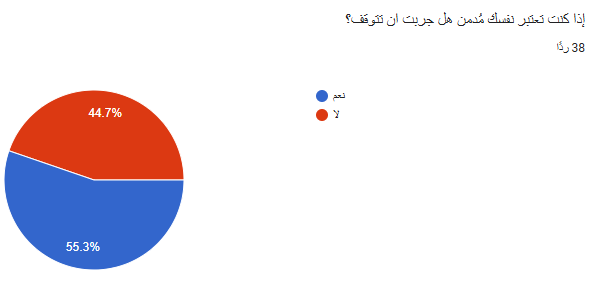 إذا كنت تعتبر نفسك مُدمن هل جربت ان تتوقف؟
38 ردًا
نعم
لا
44.7%
55.3%